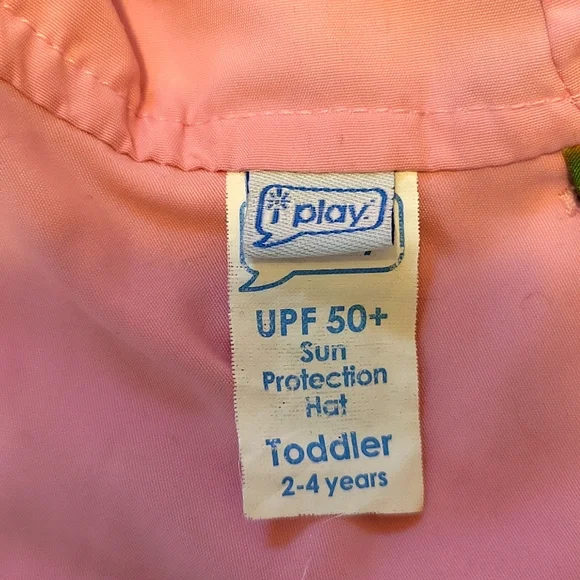 i play.
UPF 50+
Sun
Protection
Hat
Toddler
2-4 years